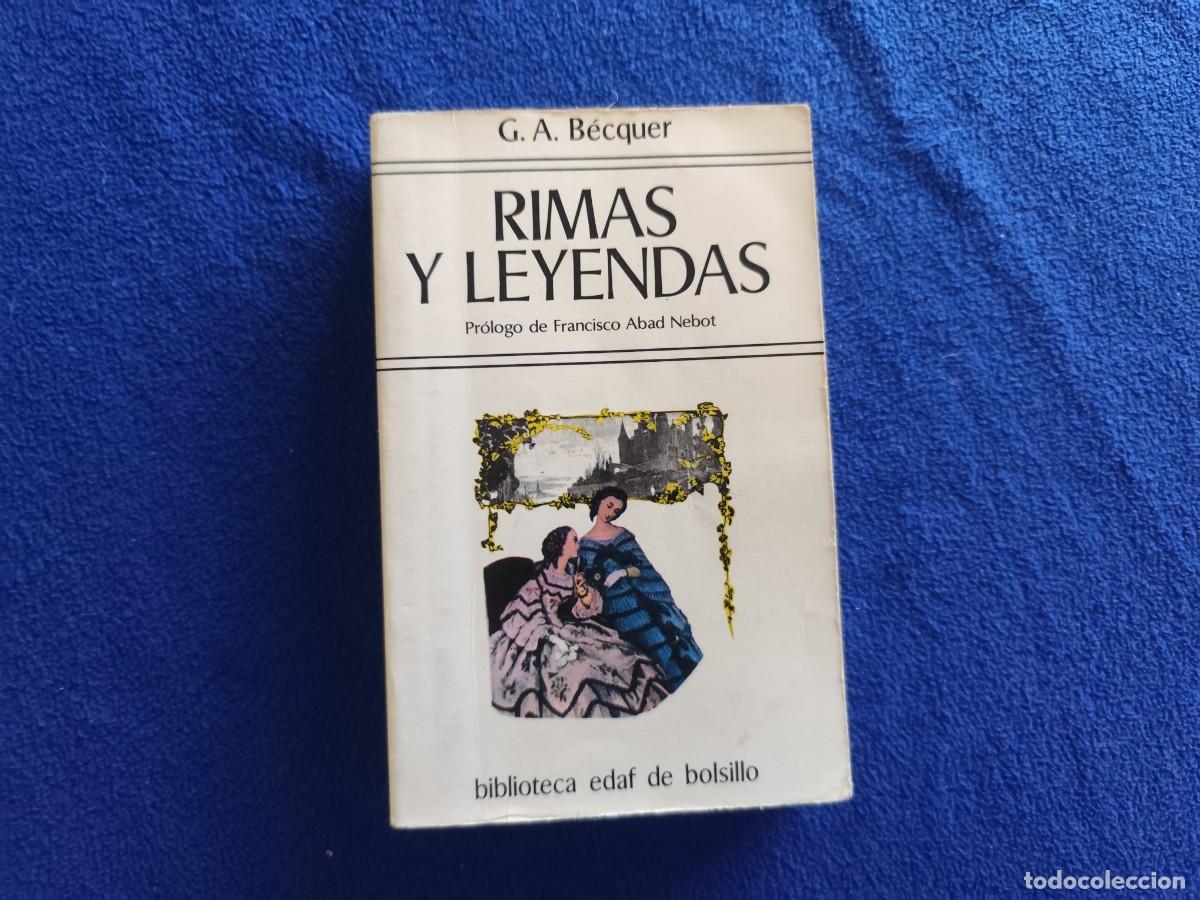 G. A. Bécquer
RIMAS
Y LEYENDAS
Prólogo de Francisco Abad Nebot
biblioteca edaf de bolsillo
todocoleccion